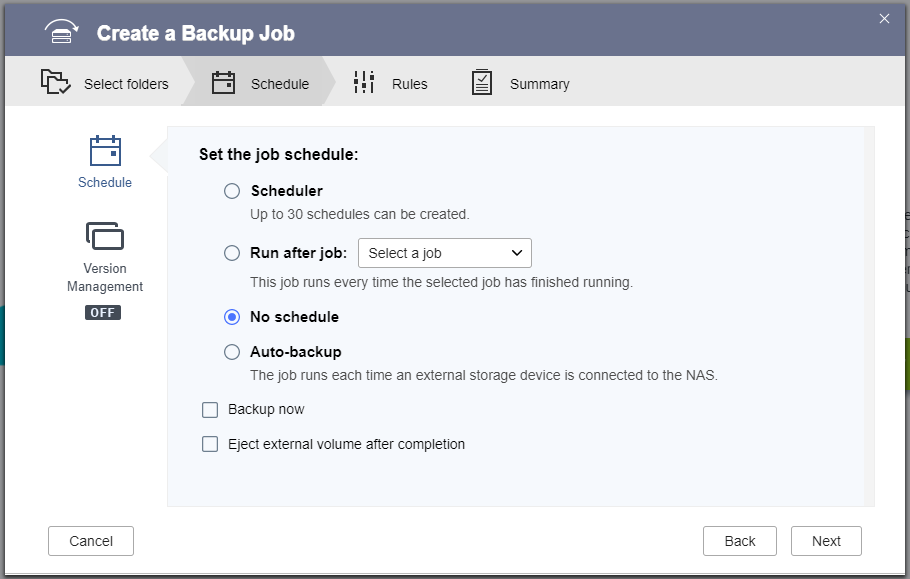 Create a Backup Job
Select folders
Schedule
Rules
Summary
Schedule
Version
Management
OFF
Set the job schedule:
Scheduler
Up to 30 schedules can be created.
Run after job: Select a job
This job runs every time the selected job has finished running.
No schedule
Auto-backup
The job runs each time an external storage device is connected to the NAS.
Backup now
Eject external volume after completion
Cancel
Back
Next